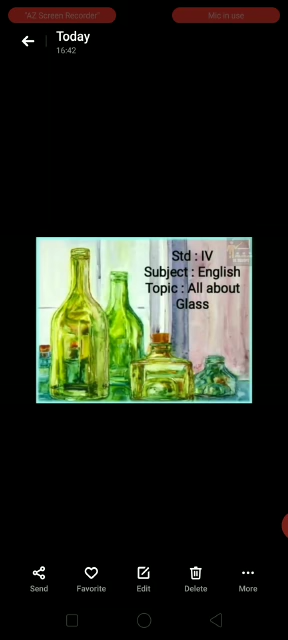 "AZ Screen Recorder"
Mic in use
Today
16:42
Std : IV
Subject : English
Topic : All about
Glass
Send
Favorite
Edit
Delete
More